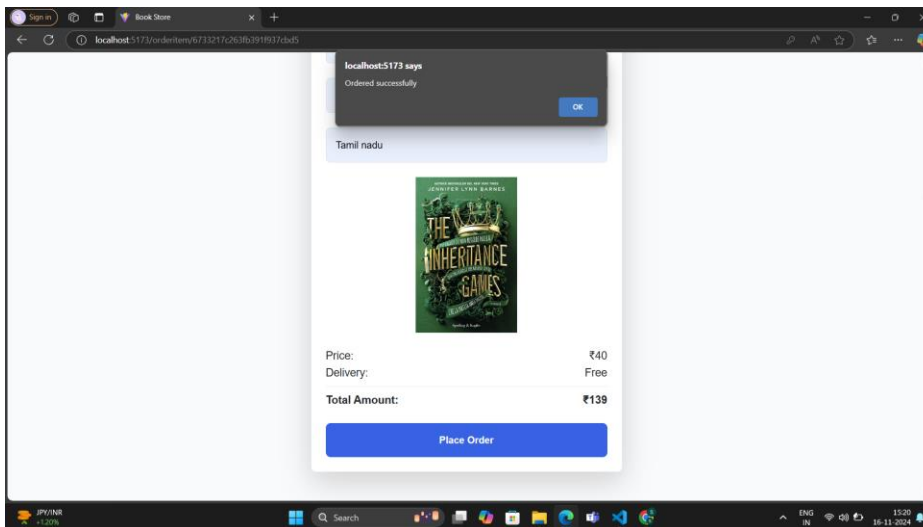 Sign in
Book Store
localhost:5173/orderitem/6733217c263fb391f937cbd5
localhost:5173 says
Ordered successfully
OK
Tamil nadu
JENNIFER LYNN BARNES
THE
INHERITANCE
GAMES
Price: ₹40
Delivery: Free
Total Amount: ₹139
Place Order
JPY/INR
+1.20%
Search
ENG
IN
15:20
16-11-2024